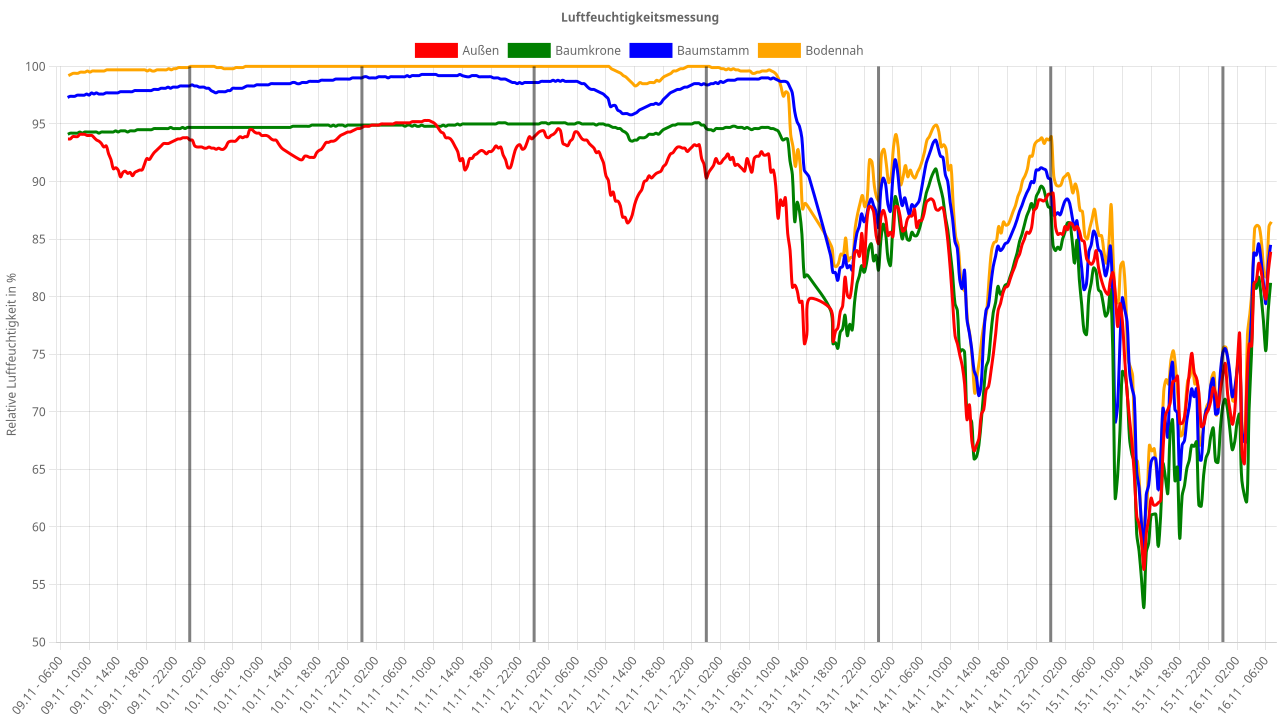 Luftfeuchtigkeitsmessung
Außen Baumkrone Baumstamm Bodennah
Relative Luftfeuchtigkeit in %
100
95
90
85
80
75
70
65
60
55
50
09.11 - 06:00
09.11 - 10:00
09.11 - 14:00
09.11 - 18:00
09.11 - 22:00
10.11 - 02:00
10.11 - 06:00
10.11 - 10:00
10.11 - 14:00
10.11 - 18:00
10.11 - 22:00
11.11 - 02:00
11.11 - 06:00
11.11 - 10:00
11.11 - 14:00
11.11 - 18:00
11.11 - 22:00
12.11 - 02:00
12.11 - 06:00
12.11 - 10:00
12.11 - 14:00
12.11 - 18:00
12.11 - 22:00
13.11 - 02:00
13.11 - 06:00
13.11 - 10:00
13.11 - 14:00
13.11 - 18:00
13.11 - 22:00
14.11 - 02:00
14.11 - 06:00
14.11 - 10:00
14.11 - 14:00
14.11 - 18:00
14.11 - 22:00
15.11 - 02:00
15.11 - 06:00
15.11 - 10:00
15.11 - 14:00
15.11 - 18:00
15.11 - 22:00
16.11 - 02:00
16.11 - 06:00